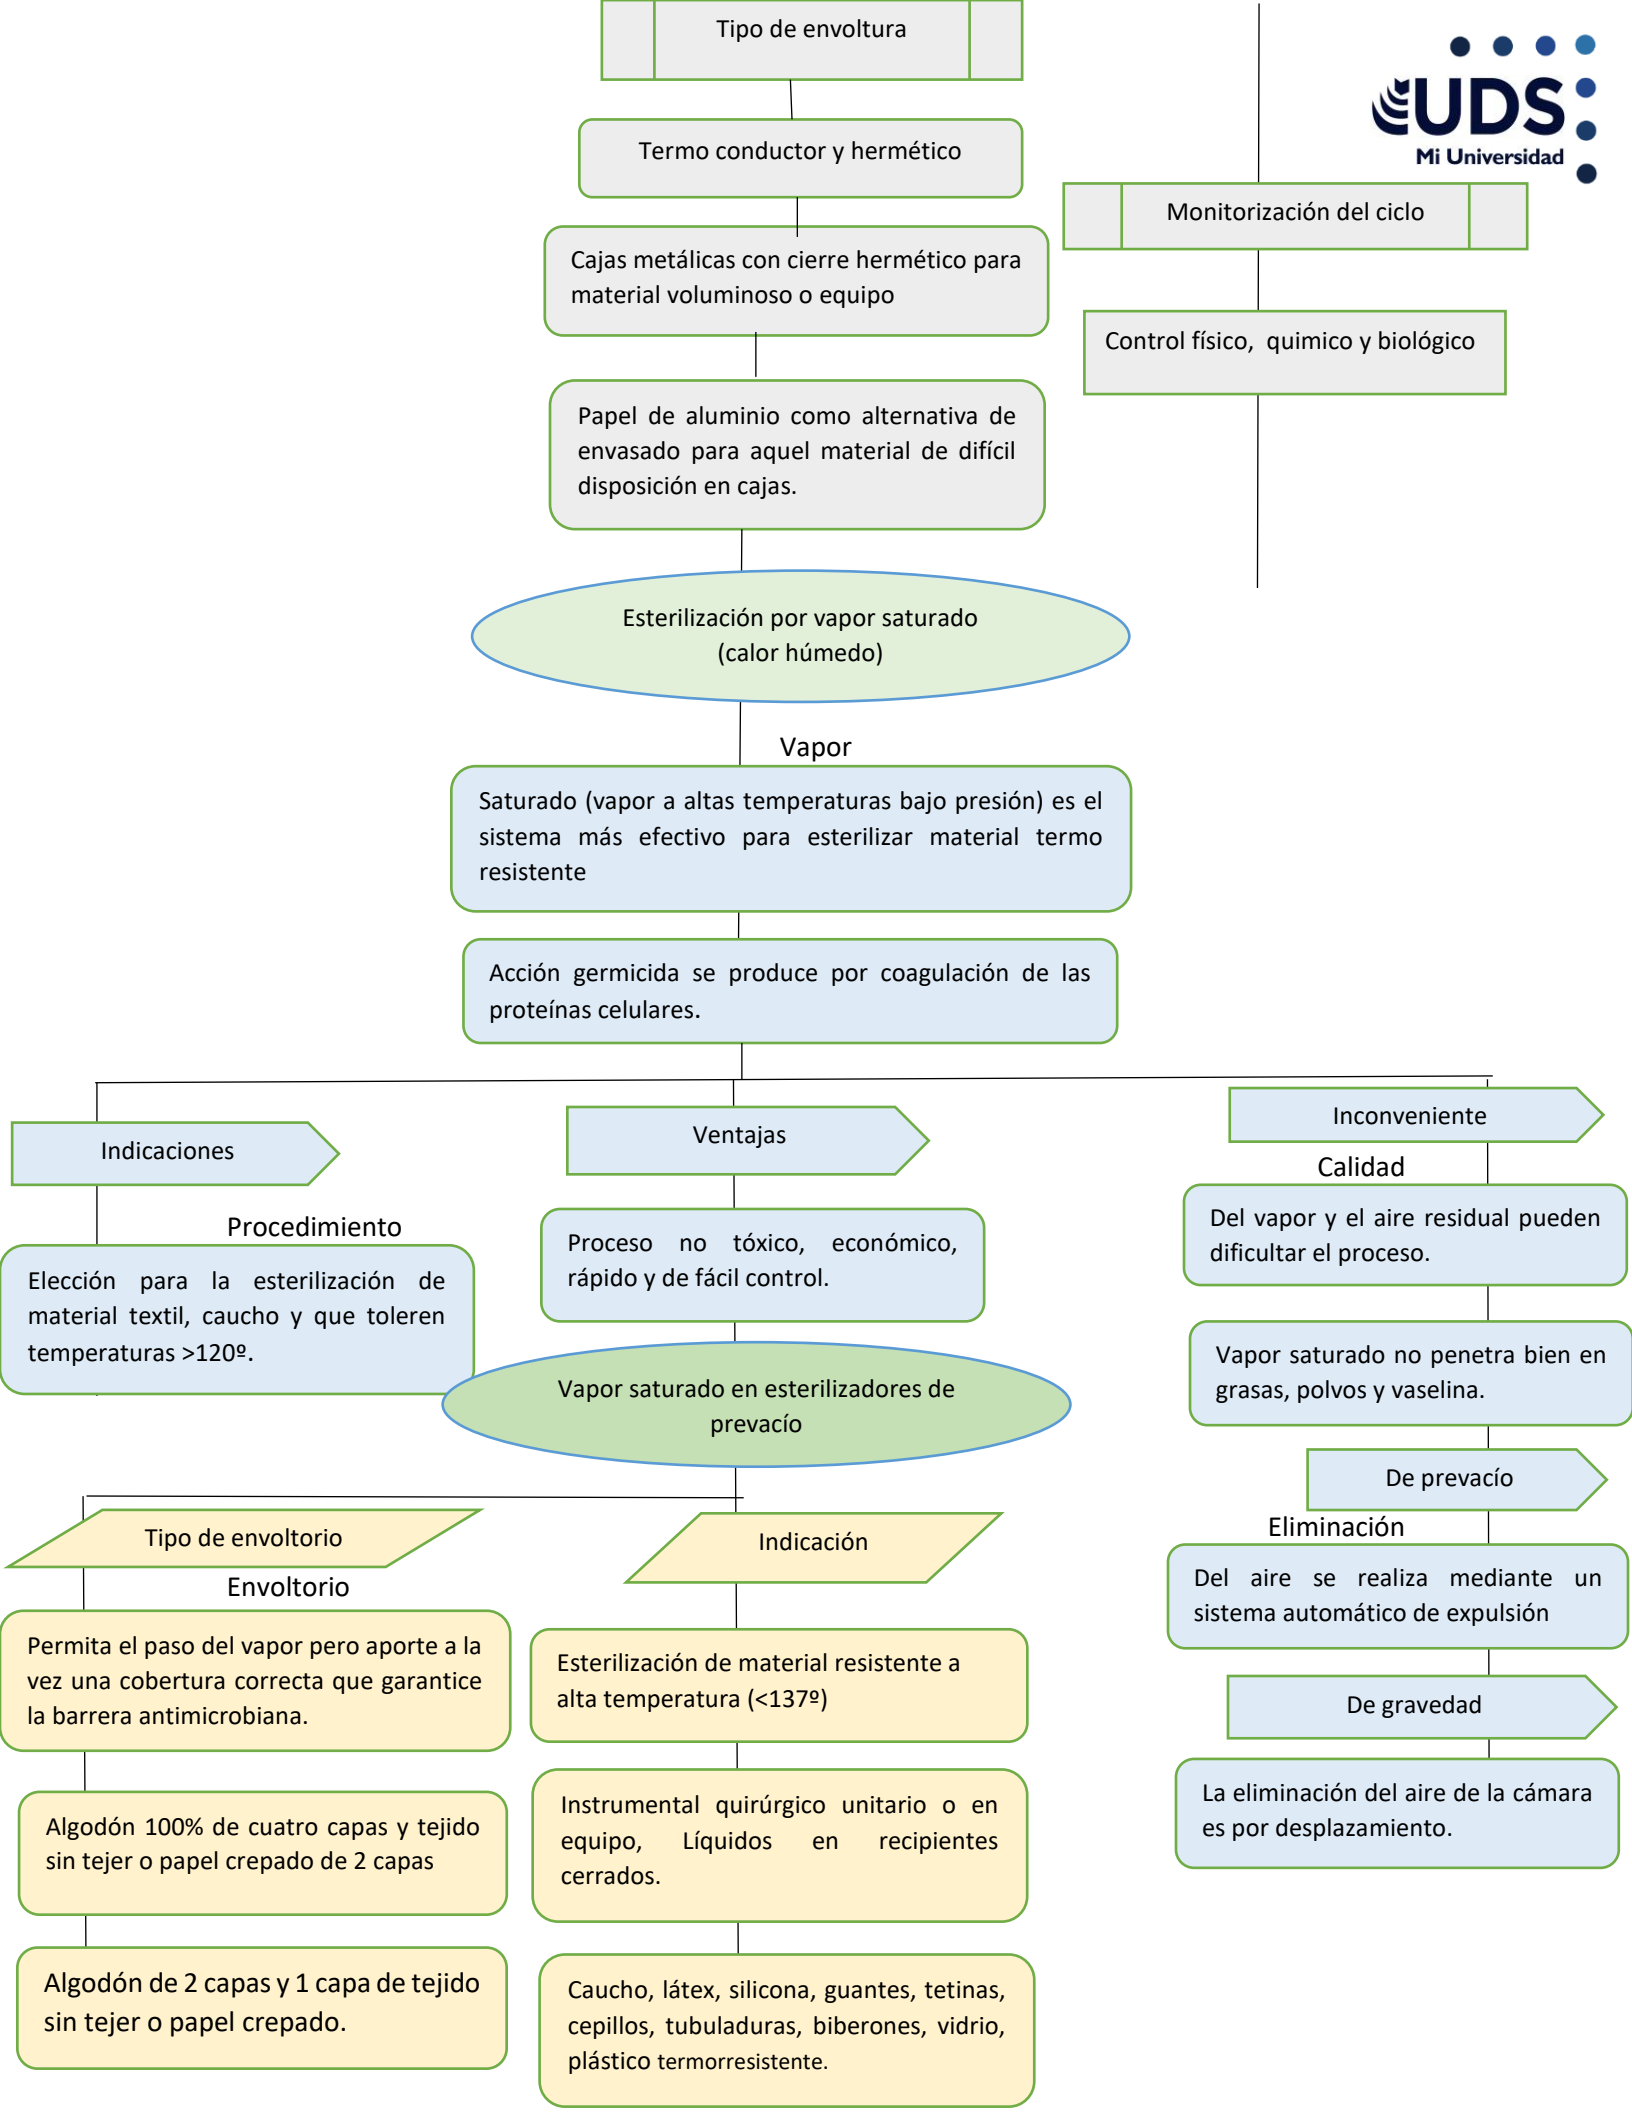 Tipo de envoltura
UDS
Mi Universidad
Termo conductor y hermético
Monitorización del ciclo
Cajas metálicas con cierre hermético para
material voluminoso o equipo
Control físico,  quimico y biológico
Papel de aluminio como alternativa de
envasado para aquel material de difícil
disposición en cajas.
Esterilización por vapor saturado
(calor húmedo)
Vapor
Saturado (vapor a altas temperaturas bajo presión) es el
sistema más efectivo para esterilizar material termo
resistente
Acción germicida se produce por coagulación de las
proteínas celulares.
Indicaciones
Procedimiento
Elección para la esterilización de
material textil, caucho y que toleren
temperaturas >120º.
Ventajas
Proceso no tóxico, económico,
rápido y de fácil control.
Inconveniente
Calidad
Del vapor y el aire residual pueden
dificultar el proceso.
Vapor saturado no penetra bien en
grasas, polvos y vaselina.
De prevacío
Eliminación
Del aire se realiza mediante un
sistema automático de expulsión
De gravedad
La eliminación del aire de la cámara
es por desplazamiento.
Vapor saturado en esterilizadores de
prevacío
Tipo de envoltorio
Envoltorio
Permita el paso del vapor pero aporte a la
vez una cobertura correcta que garantice
la barrera antimicrobiana.
Algodón 100% de cuatro capas y tejido
sin tejer o papel crepado de 2 capas
Algodón de 2 capas y 1 capa de tejido
sin tejer o papel crepado.
Indicación
Esterilización de material resistente a
alta temperatura (<137º)
Instrumental quirúrgico unitario o en
equipo, Líquidos en recipientes
cerrados.
Caucho, látex, silicona, guantes, tetinas,
cepillos, tubuladuras, biberones, vidrio,
plástico termorresistente.